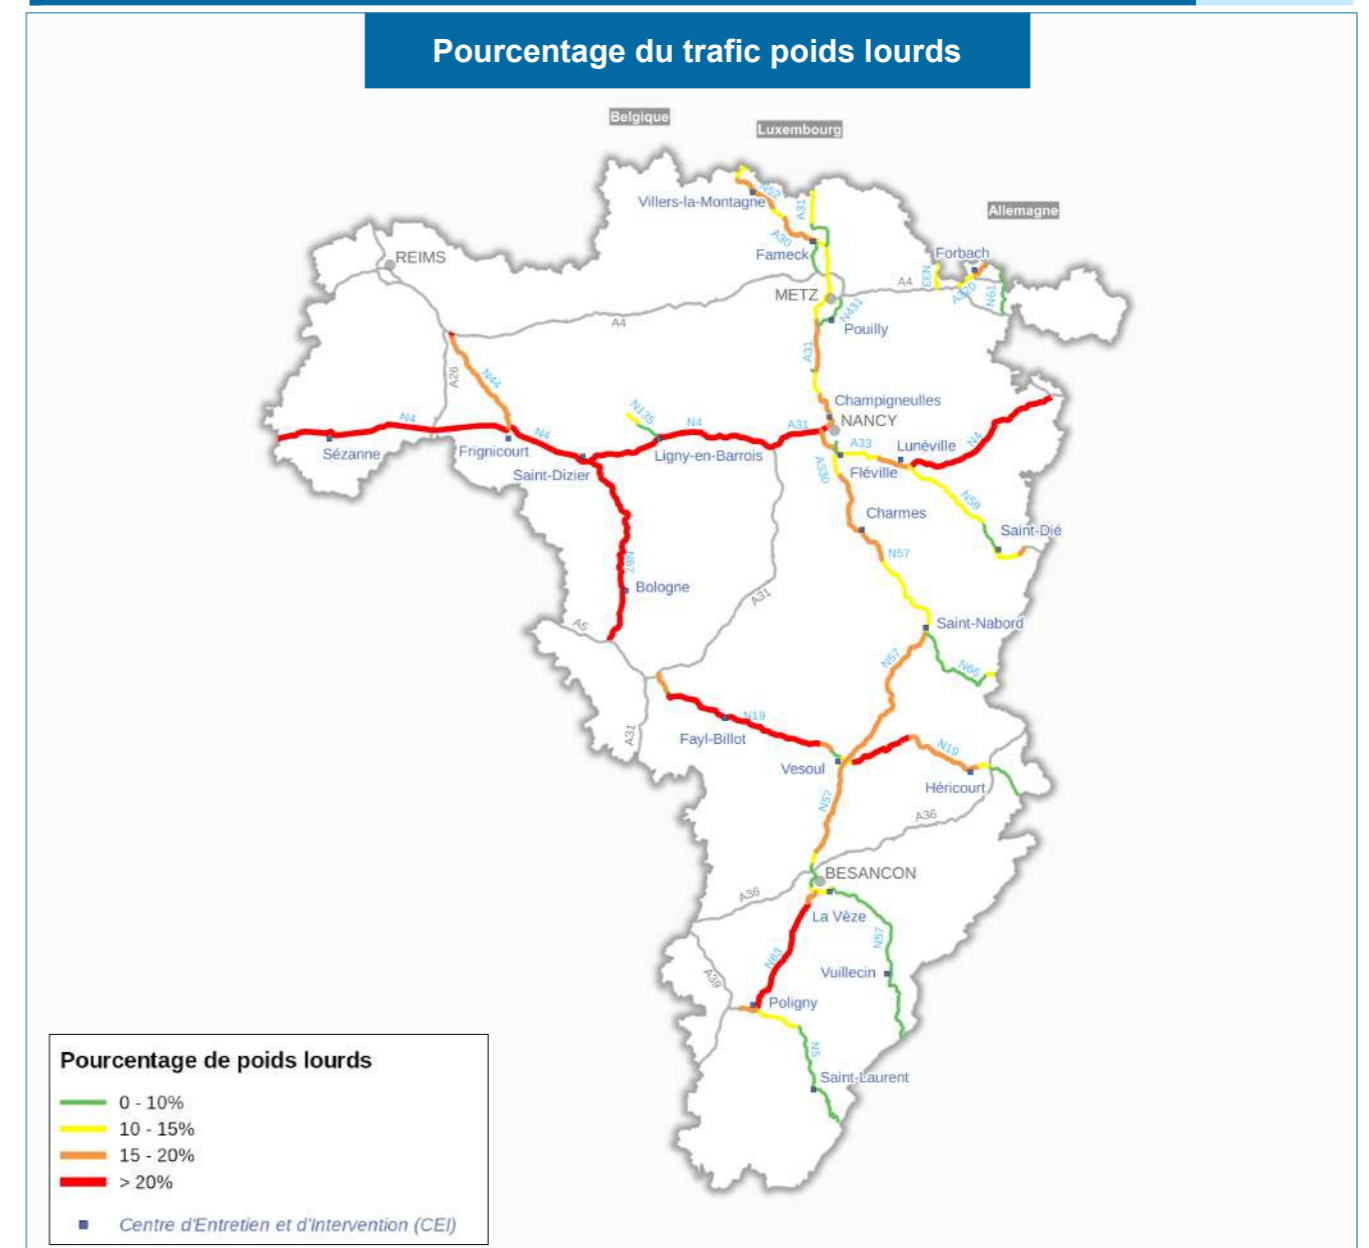 Pourcentage du trafic poids lourds
Belgique
Luxembourg
Allemagne
N52
Villers-la-Montagne
A31
A30
Fameck
Forbach
N33
A320
N61
REIMS
METZ
A4
N431
Pouilly
A4
A31
A26
N44
Champigneulles
NANCY
N135
N4
N4
A31
A33
Lunéville
N4
Sézanne
Frignicourt
N4
Saint-Dizier
Ligny-en-Barrois
A330
Fléville
N59
Charmes
Saint-Dié
N57
N67
Bologne
A31
A5
Saint-Nabord
N57
N66
A31
N19
Fayl-Billot
N19
Vesoul
Héricourt
N57
A36
BESANCON
A36
La Vèze
N57
N83
Vuillecin
A39
Poligny
N5
Saint-Laurent
Pourcentage de poids lourds
0 - 10%
10 - 15%
15 - 20%
> 20%
Centre d'Entretien et d'Intervention (CEI)